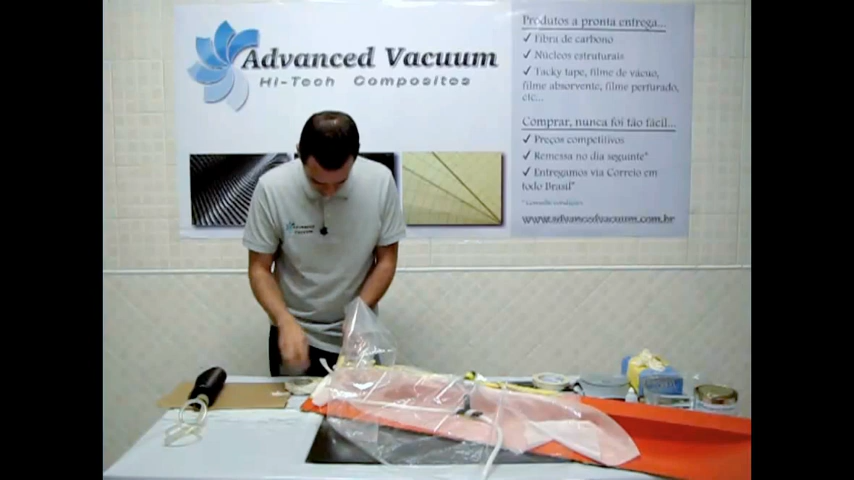 Advanced Vacuum
Hi-Tech Composites
Produtos a pronta entrega...
✓ Fibra de carbono
✓ Núcleos estruturais
✓ Tacky tape, filme de vácuo,
filme absorvente, filme perfurado,
etc...
Comprar, nunca foi tão fácil...
✓ Preços competitivos
✓ Remessa no dia seguinte*
✓ Entregamos via Correio em
todo Brasil*
www.advancedvacuum.com.br
Advanced
Vacuum